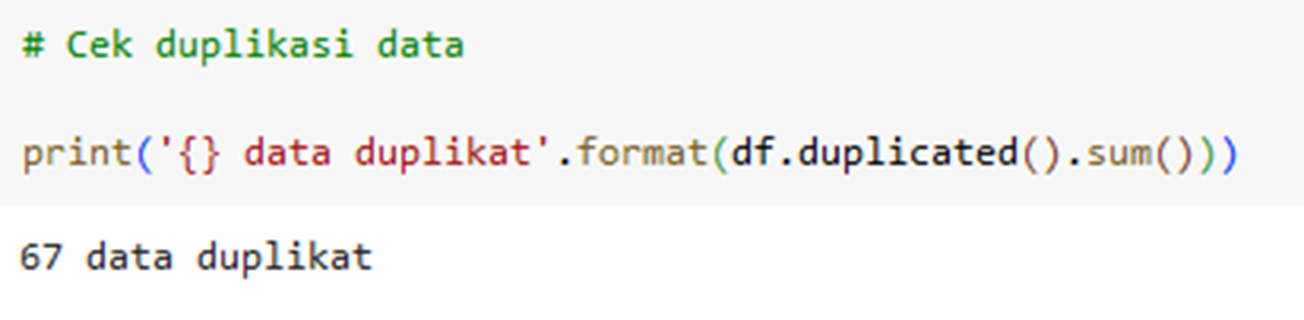 # Cek duplikasi data
print('{} data duplikat'.format(df.duplicated().sum()))
67 data duplikat